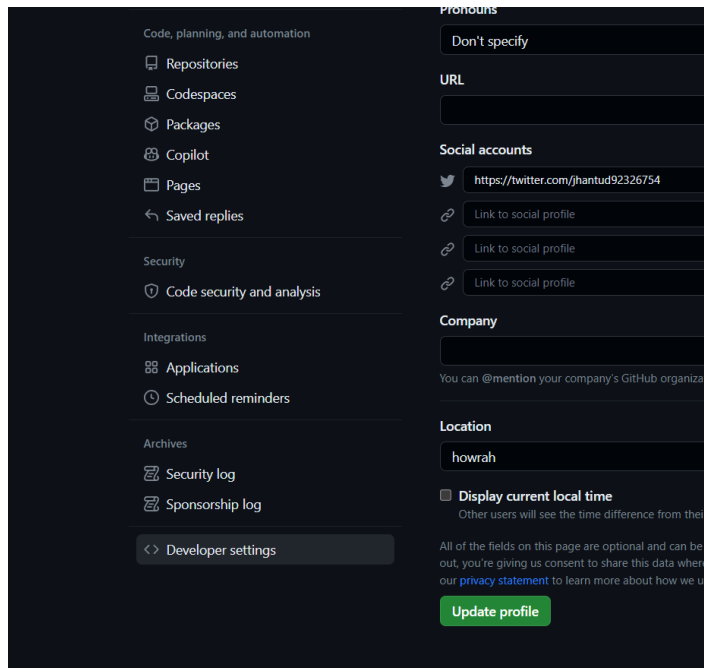 Code, planning, and automation
Repositories
Codespaces
Packages
Copilot
Pages
Saved replies
Security
Code security and analysis
Integrations
Applications
Scheduled reminders
Archives
Security log
Sponsorship log
Developer settings
Pronouns
Don't specify
URL
Social accounts
https://twitter.com/jhantud92326754
Link to social profile
Link to social profile
Link to social profile
Company
You can @mention your company's GitHub organiza
Location
howrah
Display current local time
Other users will see the time difference from thei
All of the fields on this page are optional and can be
out, you're giving us consent to share this data where
our privacy statement to learn more about how we u
Update profile